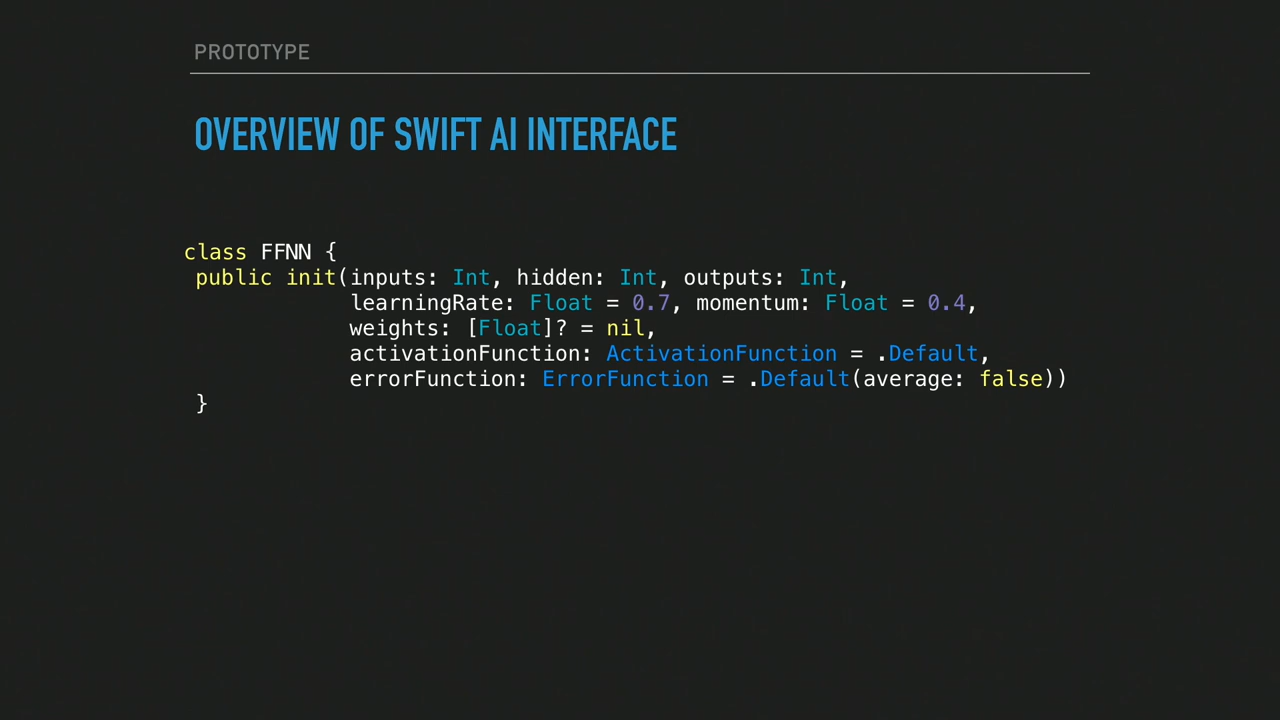 PROTOTYPE
OVERVIEW OF SWIFT AI INTERFACE
class FFNN {
public init(inputs: Int, hidden: Int, outputs: Int,
learningRate: Float = 0.7, momentum: Float = 0.4,
weights: [Float]? = nil,
activationFunction: ActivationFunction = .Default,
errorFunction: ErrorFunction = .Default(average: false))
}